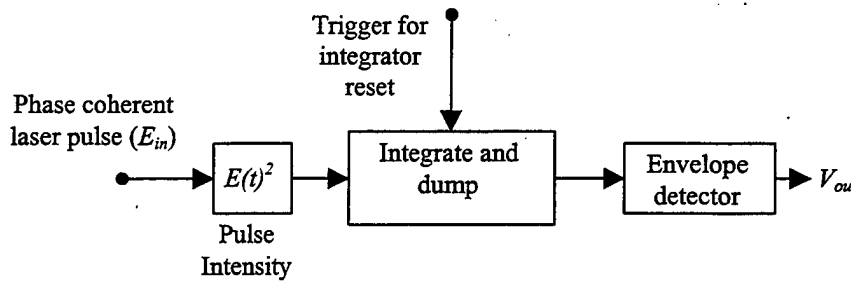 Trigger for
integrator
reset
Phase coherent
laser pulse (E_in)
E(t)^2
Integrate and
dump
Envelope
detector
V_ou
Pulse
Intensity